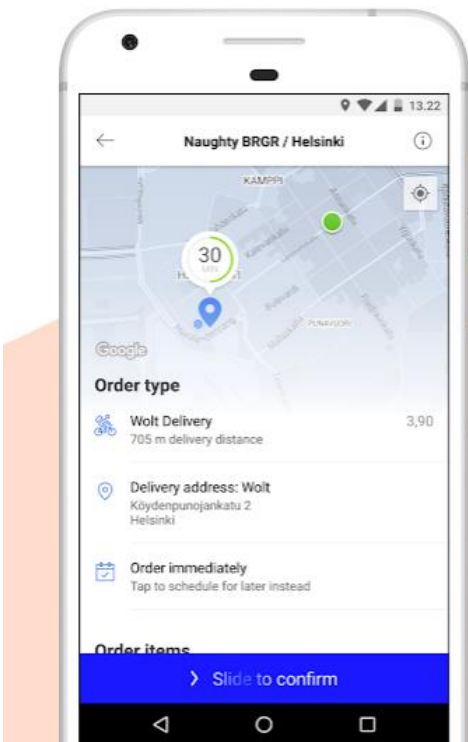 13.22
Naughty BRGR / Helsinki
KAMPPI
30
MIN
PUNAVUORI
Google
Order type
Wolt Delivery
3,90
705 m delivery distance
Delivery address: Wolt
Köydenpunojankatu 2
Helsinki
Order immediately
Tap to schedule for later instead
Order items
Slide to confirm